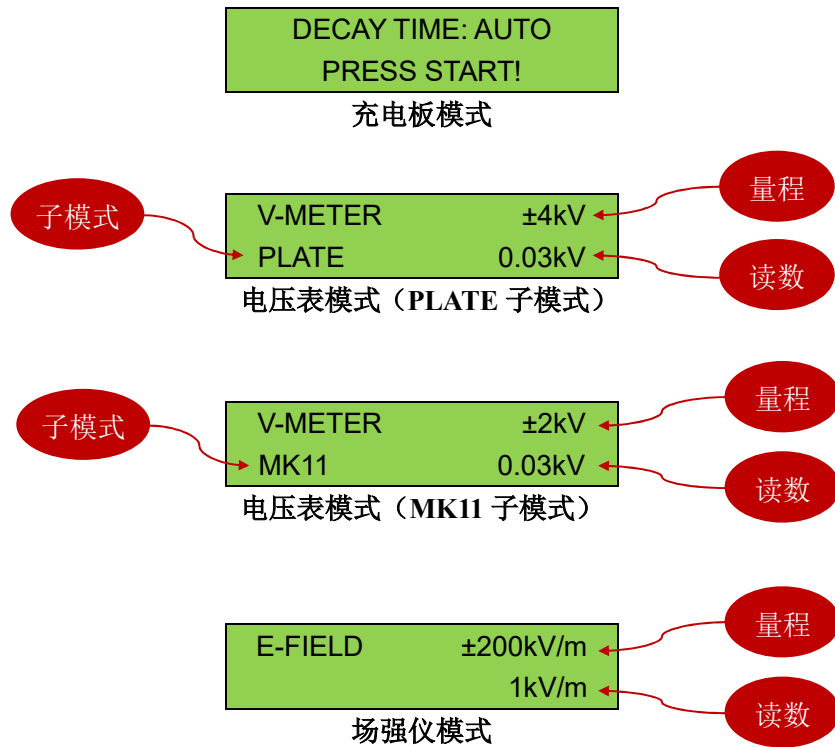 DECAY TIME: AUTO
PRESS START!
充电板模式
子模式
V-METER ±4kV
PLATE 0.03kV
量程
读数
电压表模式（PLATE 子模式）
子模式
V-METER ±2kV
MK11 0.03kV
量程
读数
电压表模式（MK11 子模式）
E-FIELD ±200kV/m
1kV/m
量程
读数
场强仪模式